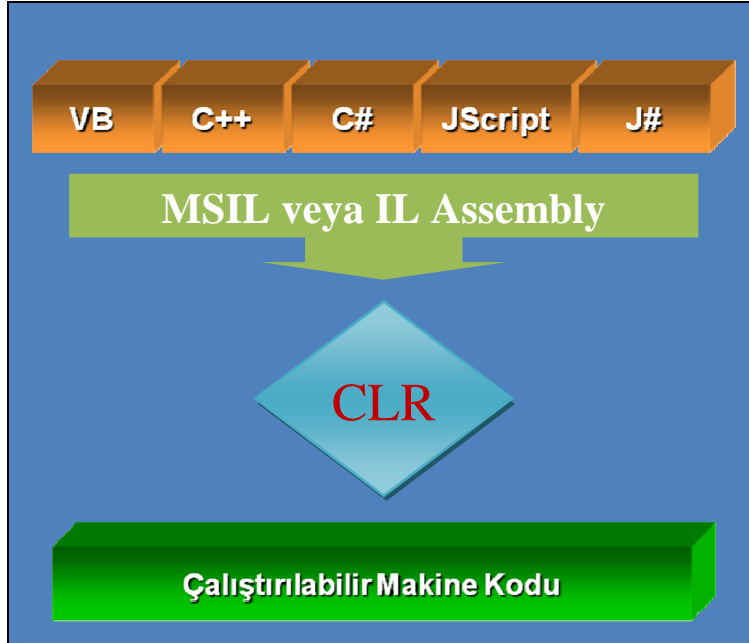 VB C++ C# JScript J#
MSIL veya IL Assembly
CLR
Çalıştırılabilir Makine Kodu